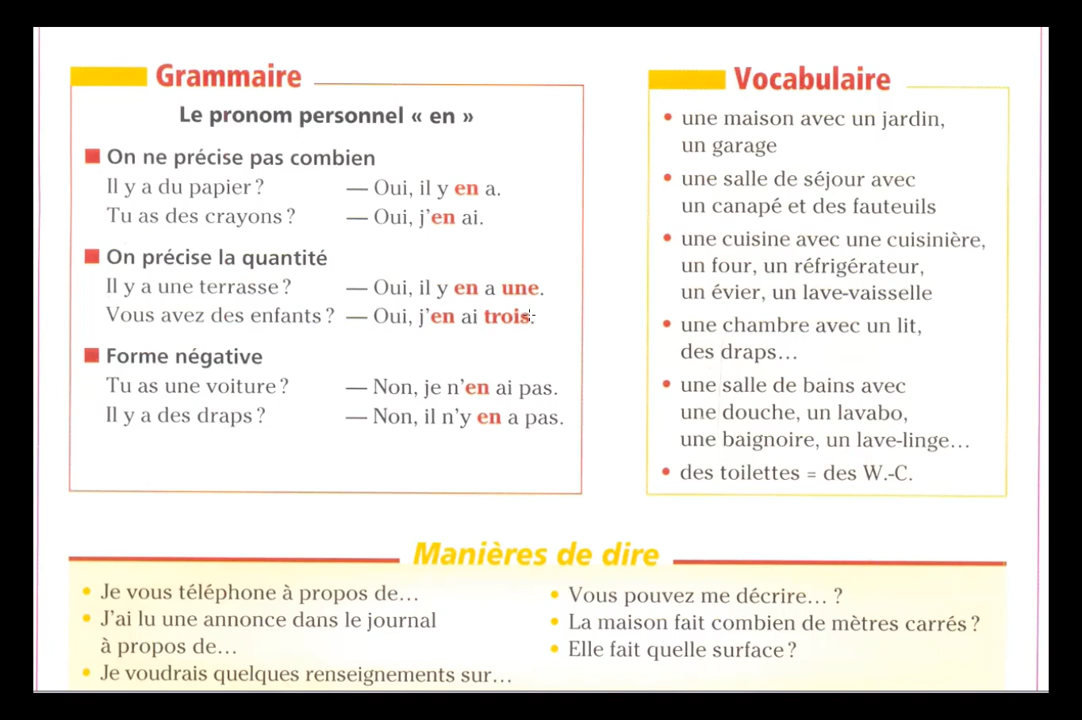 Grammaire
Le pronom personnel « en »
On ne précise pas combien
Il y a du papier ? — Oui, il y en a.
Tu as des crayons ? — Oui, j'en ai.
On précise la quantité
Il y a une terrasse ? — Oui, il y en a une.
Vous avez des enfants ? — Oui, j'en ai trois.
Forme négative
Tu as une voiture ? — Non, je n'en ai pas.
Il y a des draps ? — Non, il n'y en a pas.
Vocabulaire
• une maison avec un jardin,
un garage
• une salle de séjour avec
un canapé et des fauteuils
• une cuisine avec une cuisinière,
un four, un réfrigérateur,
un évier, un lave-vaisselle
• une chambre avec un lit,
des draps…
• une salle de bains avec
une douche, un lavabo,
une baignoire, un lave-linge…
• des toilettes = des W.-C.
Manières de dire
• Je vous téléphone à propos de…
• J'ai lu une annonce dans le journal
à propos de…
• Je voudrais quelques renseignements sur…
• Vous pouvez me décrire… ?
• La maison fait combien de mètres carrés ?
• Elle fait quelle surface ?